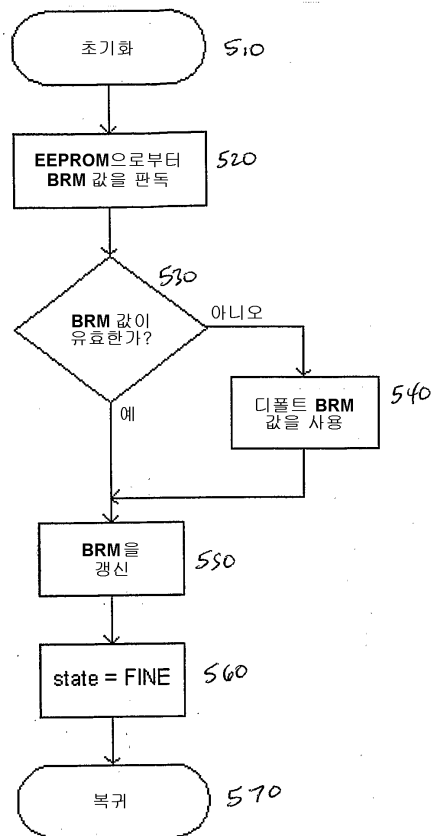 초기화
510
EEPROM으로부터
BRM 값을 판독
520
530
BRM 값이
유효한가?
아니오
예
디폴트 BRM
값을 사용
540
BRM을
갱신
550
state = FINE
560
복귀
570